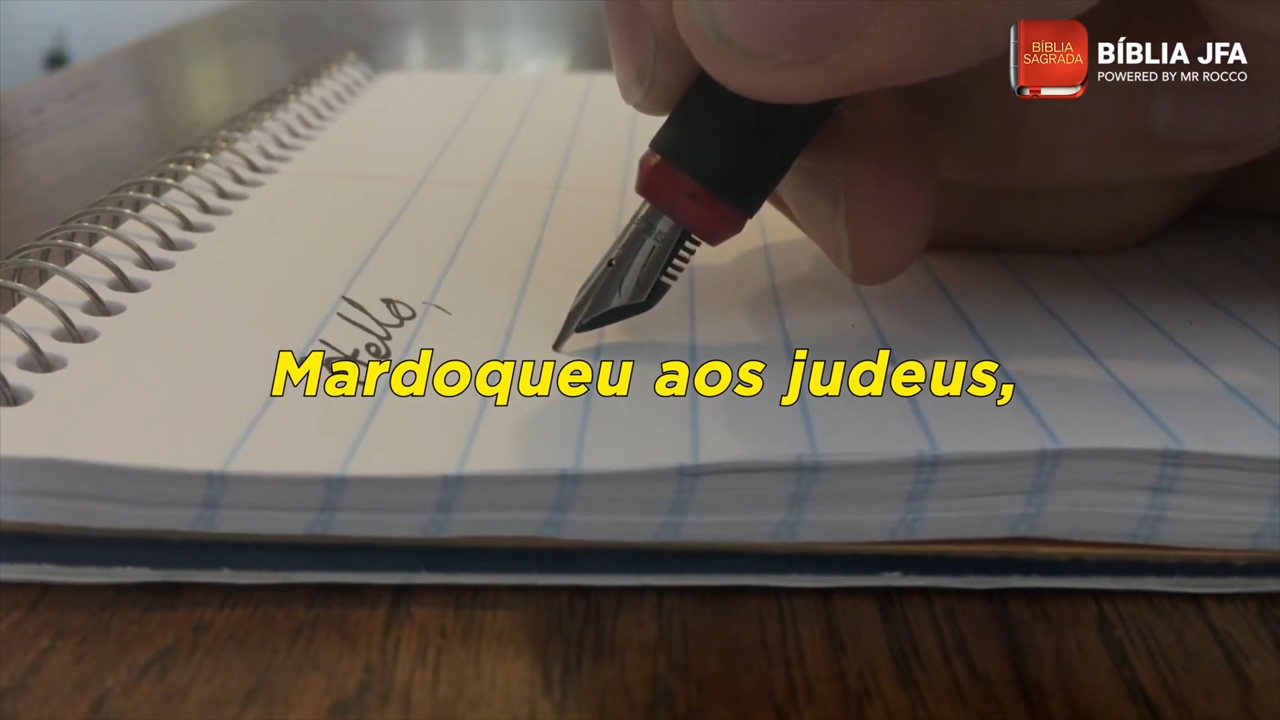 BÍBLIA
SAGRADA
BÍBLIA JFA
POWERED BY MR ROCCO
Hello,
Mardoqueu aos judeus,